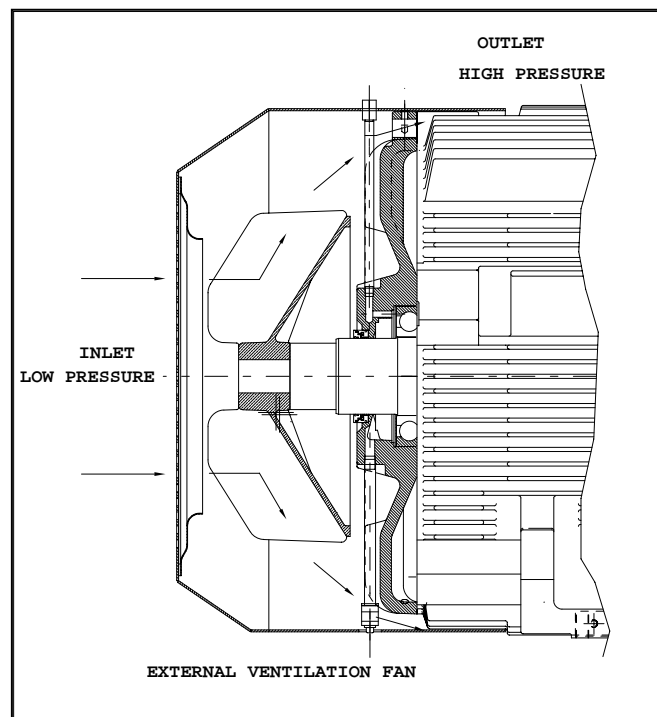 OUTLET
HIGH PRESSURE
INLET
LOW PRESSURE
EXTERNAL VENTILATION FAN